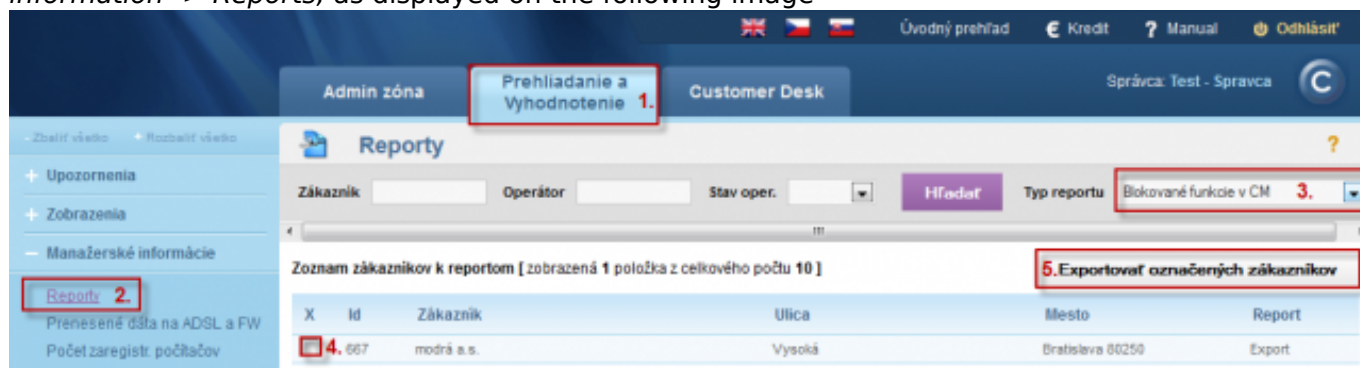 information -> Reports, as displayed on the following image
Úvodný prehľad € Kredit ? Manual Odhlásiť
Admin zóna
Prehliadanie a
Vyhodnotenie 1.
Customer Desk
Správca: Test - Spravca C
- Zbaliť všetko + Rozbaliť všetko
Reporty ?
+ Upozornenia
Zákazník Operátor Stav oper. Hľadať Typ reportu Blokované funkcie v CM 3.
+ Zobrazenia
- Manažerské informácie
Zoznam zákazníkov k reportom [ zobrazená 1 položka z celkového počtu 10 ]
5. Exportovať označených zákazníkov
Reporty 2.
X Id Zákazník Ulica Mesto Report
Prenesené dáta na ADSL a FW
4. 667 modrá a.s. Vysoká Bratislava 80250 Export
Počet zaregistr. počítačov